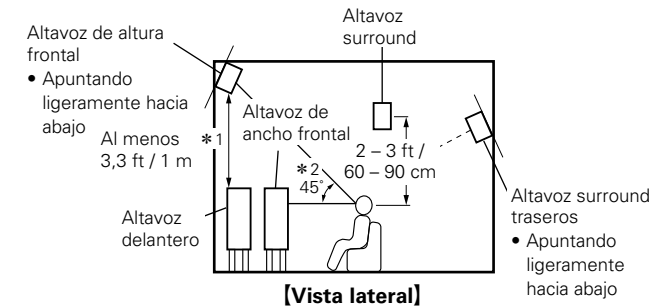 Altavoz de altura
frontal
• Apuntando
ligeramente hacia
abajo
Al menos
3,3 ft / 1 m
*1
Altavoz
surround
Altavoz de
ancho frontal
2 – 3 ft /
60 – 90 cm
*2
45˚
Altavoz
delantero
Altavoz surround
traseros
• Apuntando
ligeramente
hacia abajo
【Vista lateral】